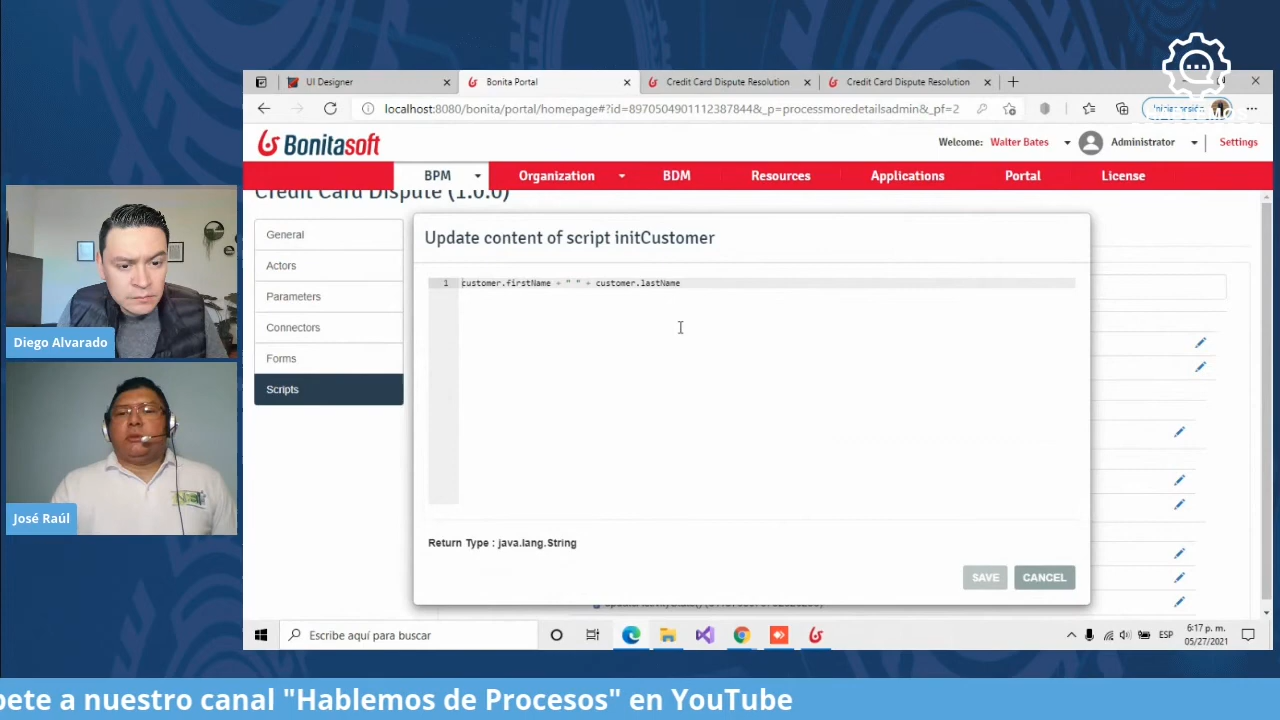 UI Designer
Bonita Portal
Credit Card Dispute Resolution
Credit Card Dispute Resolution
localhost:8080/bonita/portal/homepage#?id=8970504901112387844&_p=processmoredetailsadmin&_pf=2
Bonitasoft
Welcome: Walter Bates
Administrator
Settings
BPM
Organization
BDM
Resources
Applications
Portal
License
Credit Card Dispute (1.0.0)
General
Actors
Parameters
Connectors
Forms
Scripts
Update content of script initCustomer
1 customer.firstName + " " + customer.lastName
Return Type : java.lang.String
SAVE
CANCEL
Diego Alvarado
José Raúl
Escribe aquí para buscar
ESP
6:17 p. m.
05/27/2021
bete a nuestro canal "Hablemos de Procesos" en YouTube